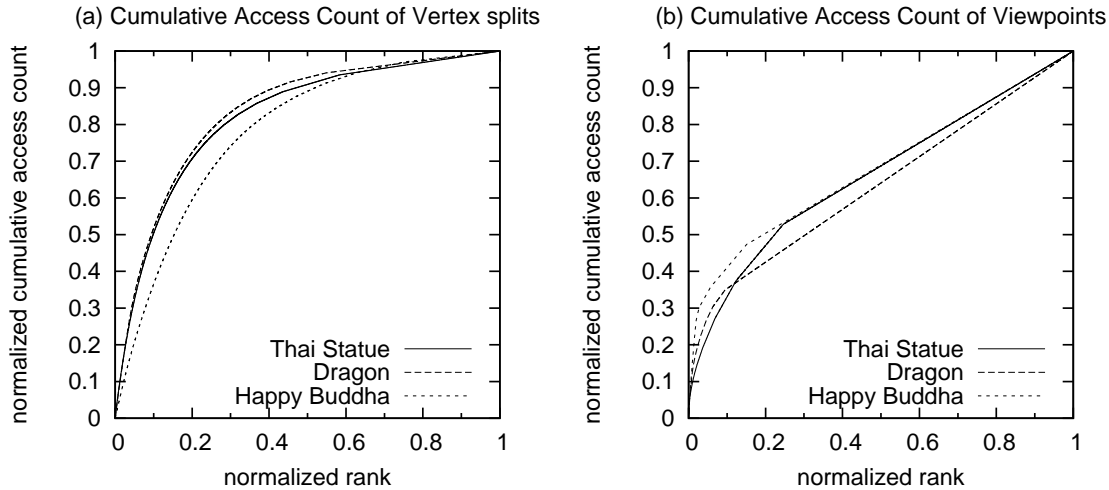 (a) Cumulative Access Count of Vertex splits
normalized cumulative access count
1
0.9
0.8
0.7
0.6
0.5
0.4
0.3
0.2
0.1
0
Thai Statue
Dragon
Happy Buddha
0 0.2 0.4 0.6 0.8 1
normalized rank
(b) Cumulative Access Count of Viewpoints
normalized cumulative access count
1
0.9
0.8
0.7
0.6
0.5
0.4
0.3
0.2
0.1
0
Thai Statue
Dragon
Happy Buddha
0 0.2 0.4 0.6 0.8 1
normalized rank